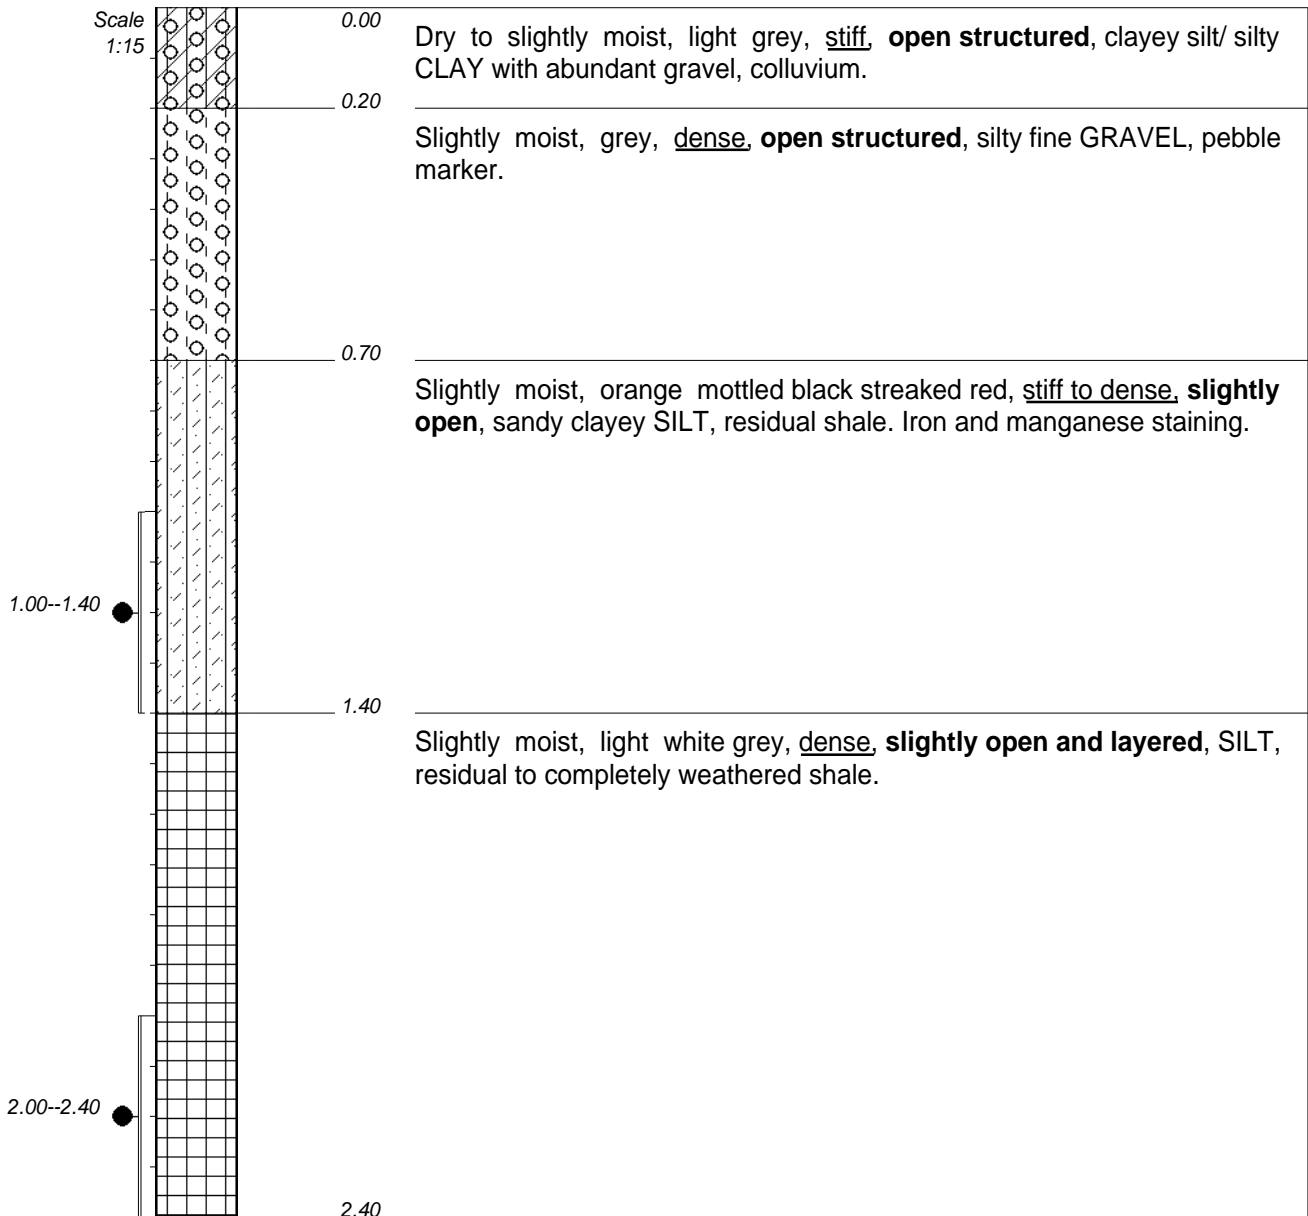 Scale
1:15
0.00
Dry to slightly moist, light grey, stiff, open structured, clayey silt/ silty
CLAY with abundant gravel, colluvium.
0.20
Slightly moist, grey, dense, open structured, silty fine GRAVEL, pebble
marker.
0.70
Slightly moist, orange mottled black streaked red, stiff to dense, slightly
open, sandy clayey SILT, residual shale. Iron and manganese staining.
1.00--1.40
1.40
Slightly moist, light white grey, dense, slightly open and layered, SILT,
residual to completely weathered shale.
2.00--2.40
2.40